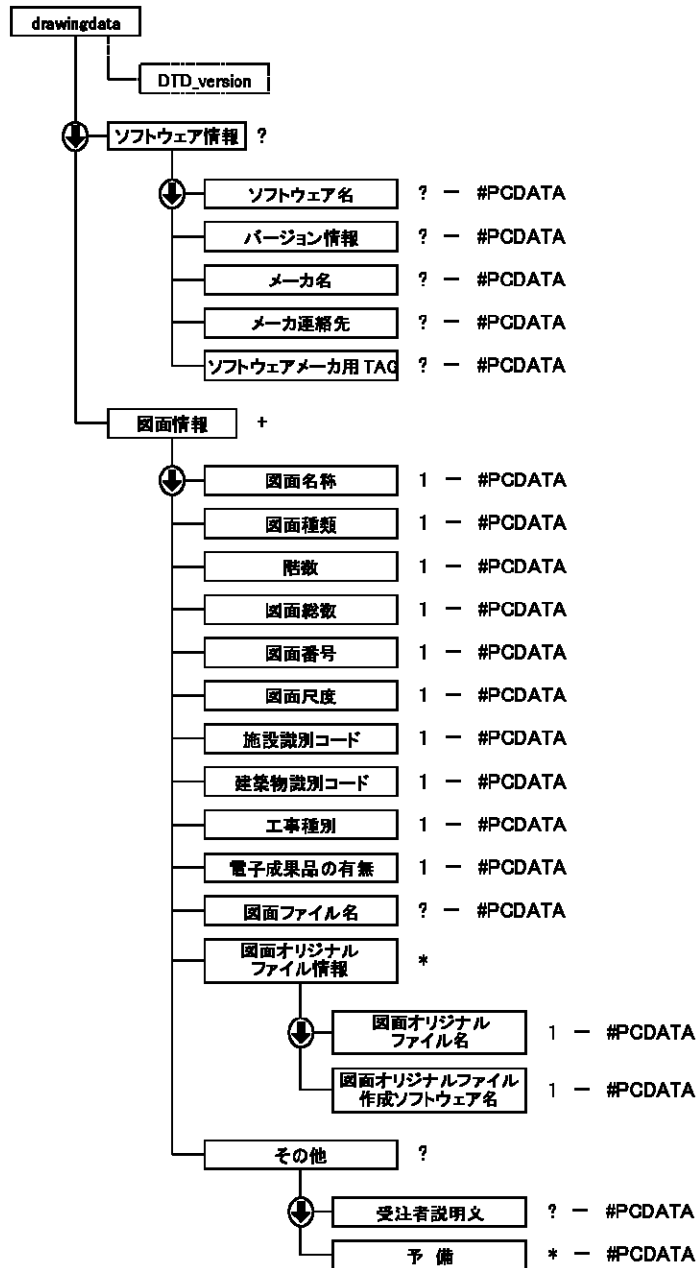 drawingdata
DTD_version
ソフトウェア情報 ?
ソフトウェア名 ? － #PCDATA
バージョン情報 ? － #PCDATA
メーカ名 ? － #PCDATA
メーカ連絡先 ? － #PCDATA
ソフトウェアメーカ用 TAG ? － #PCDATA
図面情報 +
図面名称 1 － #PCDATA
図面種類 1 － #PCDATA
階数 1 － #PCDATA
図面総数 1 － #PCDATA
図面番号 1 － #PCDATA
図面尺度 1 － #PCDATA
施設識別コード 1 － #PCDATA
建築物識別コード 1 － #PCDATA
工事種別 1 － #PCDATA
電子成果品の有無 1 － #PCDATA
図面ファイル名 ? － #PCDATA
図面オリジナル
ファイル情報 *
図面オリジナル
ファイル名 1 － #PCDATA
図面オリジナルファイル
作成ソフトウェア名 1 － #PCDATA
その他 ?
受注者説明文 ? － #PCDATA
予 備 * － #PCDATA